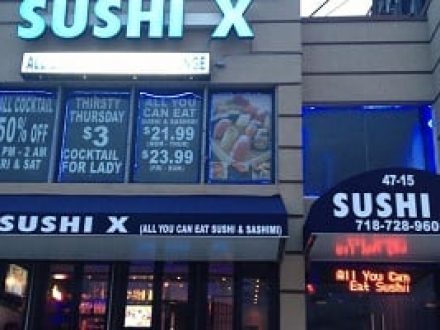 SUSHI X
ALL COCKTAIL
50% OFF
PM - 2 AM
FRI & SAT
THIRSTY
THURSDAY
$3
COCKTAIL
FOR LADY
ALL YOU
CAN EAT
SUSHI & SASHIMI
$21.99
(MON - THUR)
$23.99
(FRI - SUN)
SUSHI X (ALL YOU CAN EAT SUSHI & SASHIMI)
47-15
SUSHI
718-728-960
All You Can
Eat Sushi